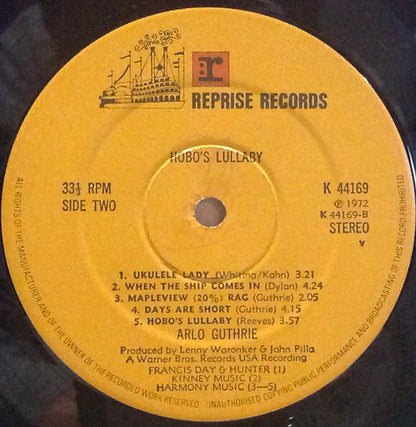 W7
r:
REPRISE RECORDS
HOBO'S LULLABY
33⅓ RPM
SIDE TWO
K 44169
℗ 1972
K 44169-B
STEREO
V
1. UKULELE LADY (Whiting/Kahn) 3.21
2. WHEN THE SHIP COMES IN (Dylan) 4.24
3. MAPLEVIEW (20%) RAG (Guthrie) 2.05
4. DAYS ARE SHORT (Guthrie) 4.15
5. HOBO'S LULLABY (Reeves) 3.57
ARLO GUTHRIE
Produced by Lenny Waronker & John Pilla
A Warner Bros. Records USA Recording
FRANCIS DAY & HUNTER (1)
KINNEY MUSIC (2)
HARMONY MUSIC (3—5)
ALL RIGHTS OF THE MANUFACTURER AND OF THE OWNER OF THE RECORDED WORK RESERVED UNAUTHORISED COPYING PUBLIC PERFORMANCE AND BROADCASTING OF THIS RECORD PROHIBITED